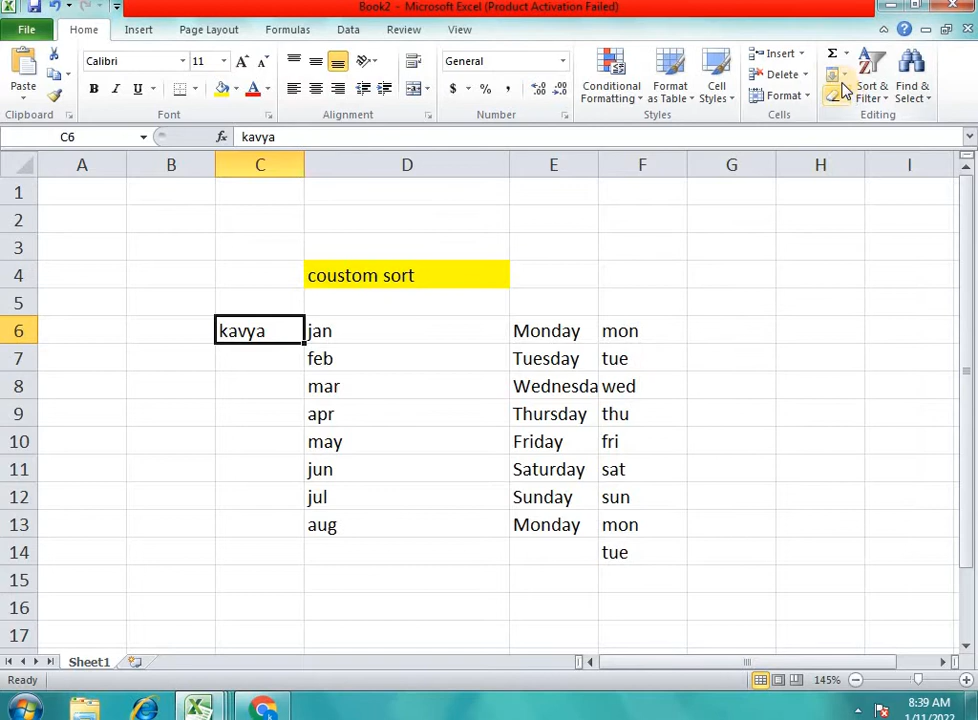 Book2 - Microsoft Excel (Product Activation Failed)
File Home Insert Page Layout Formulas Data Review View
Calibri 11 General Insert Σ
Paste Delete
B I U $ % , Conditional Formatting Format as Table Cell Styles Format Sort & Filter Find & Select
Clipboard Font Alignment Number Styles Cells Editing
C6 fx kavya
A B C D E F G H I
1
2
3
4 coustom sort
5
6 kavya jan Monday mon
7 feb Tuesday tue
8 mar Wednesda wed
9 apr Thursday thu
10 may Friday fri
11 jun Saturday sat
12 jul Sunday sun
13 aug Monday mon
14 tue
15
16
17
Sheet1
Ready 145%
8:39 AM
1/11/2022